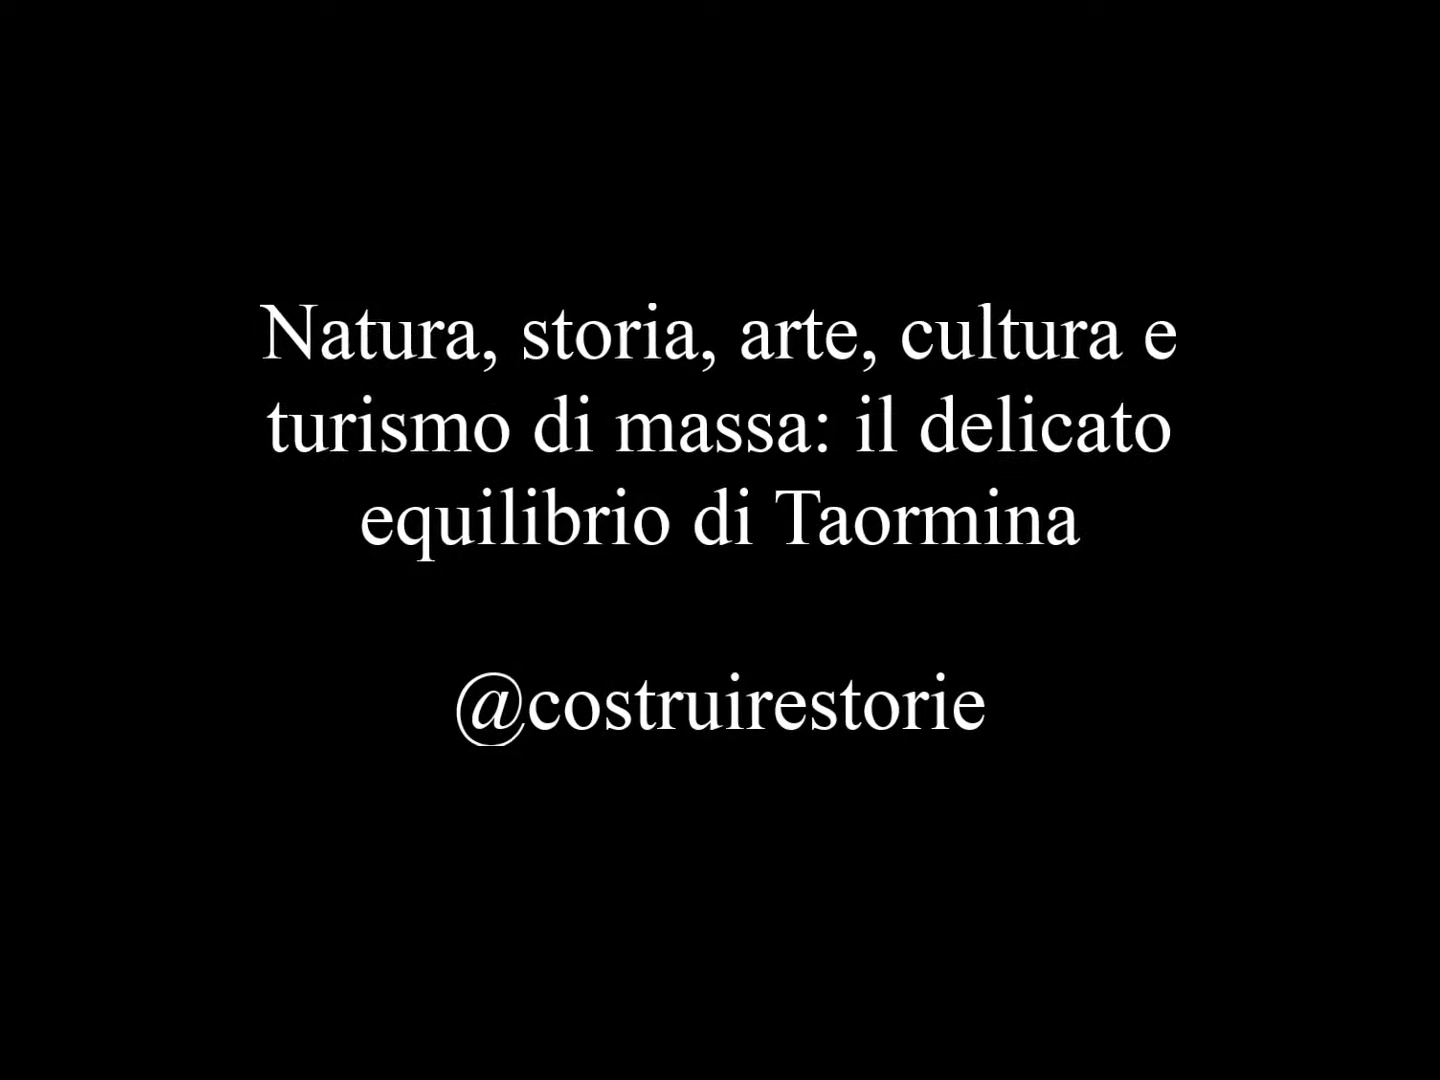 Natura, storia, arte, cultura e
turismo di massa: il delicato
equilibrio di Taormina
@costruirestorie